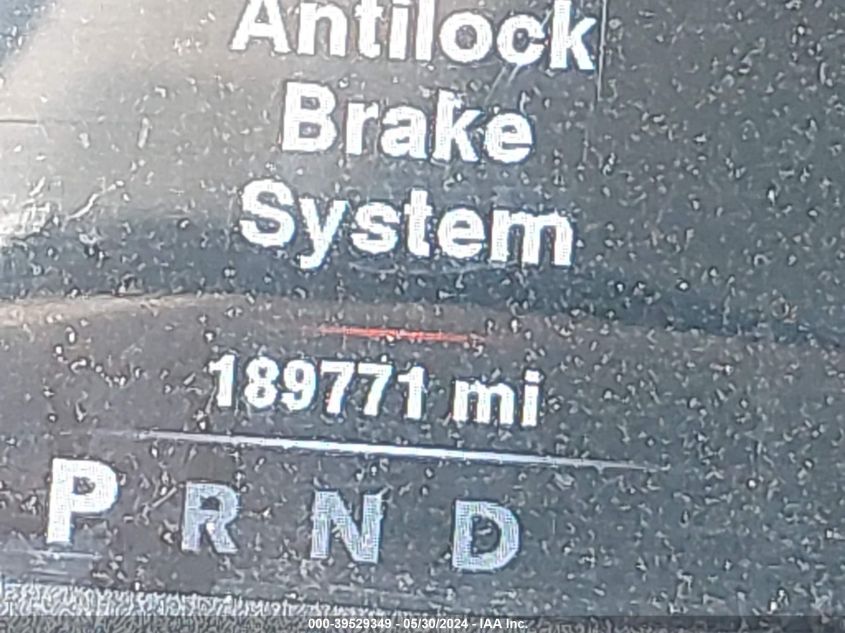 Antilock
Brake
System
189771 mi
P R N D
000-39529349 - 05/30/2024 - IAA Inc.